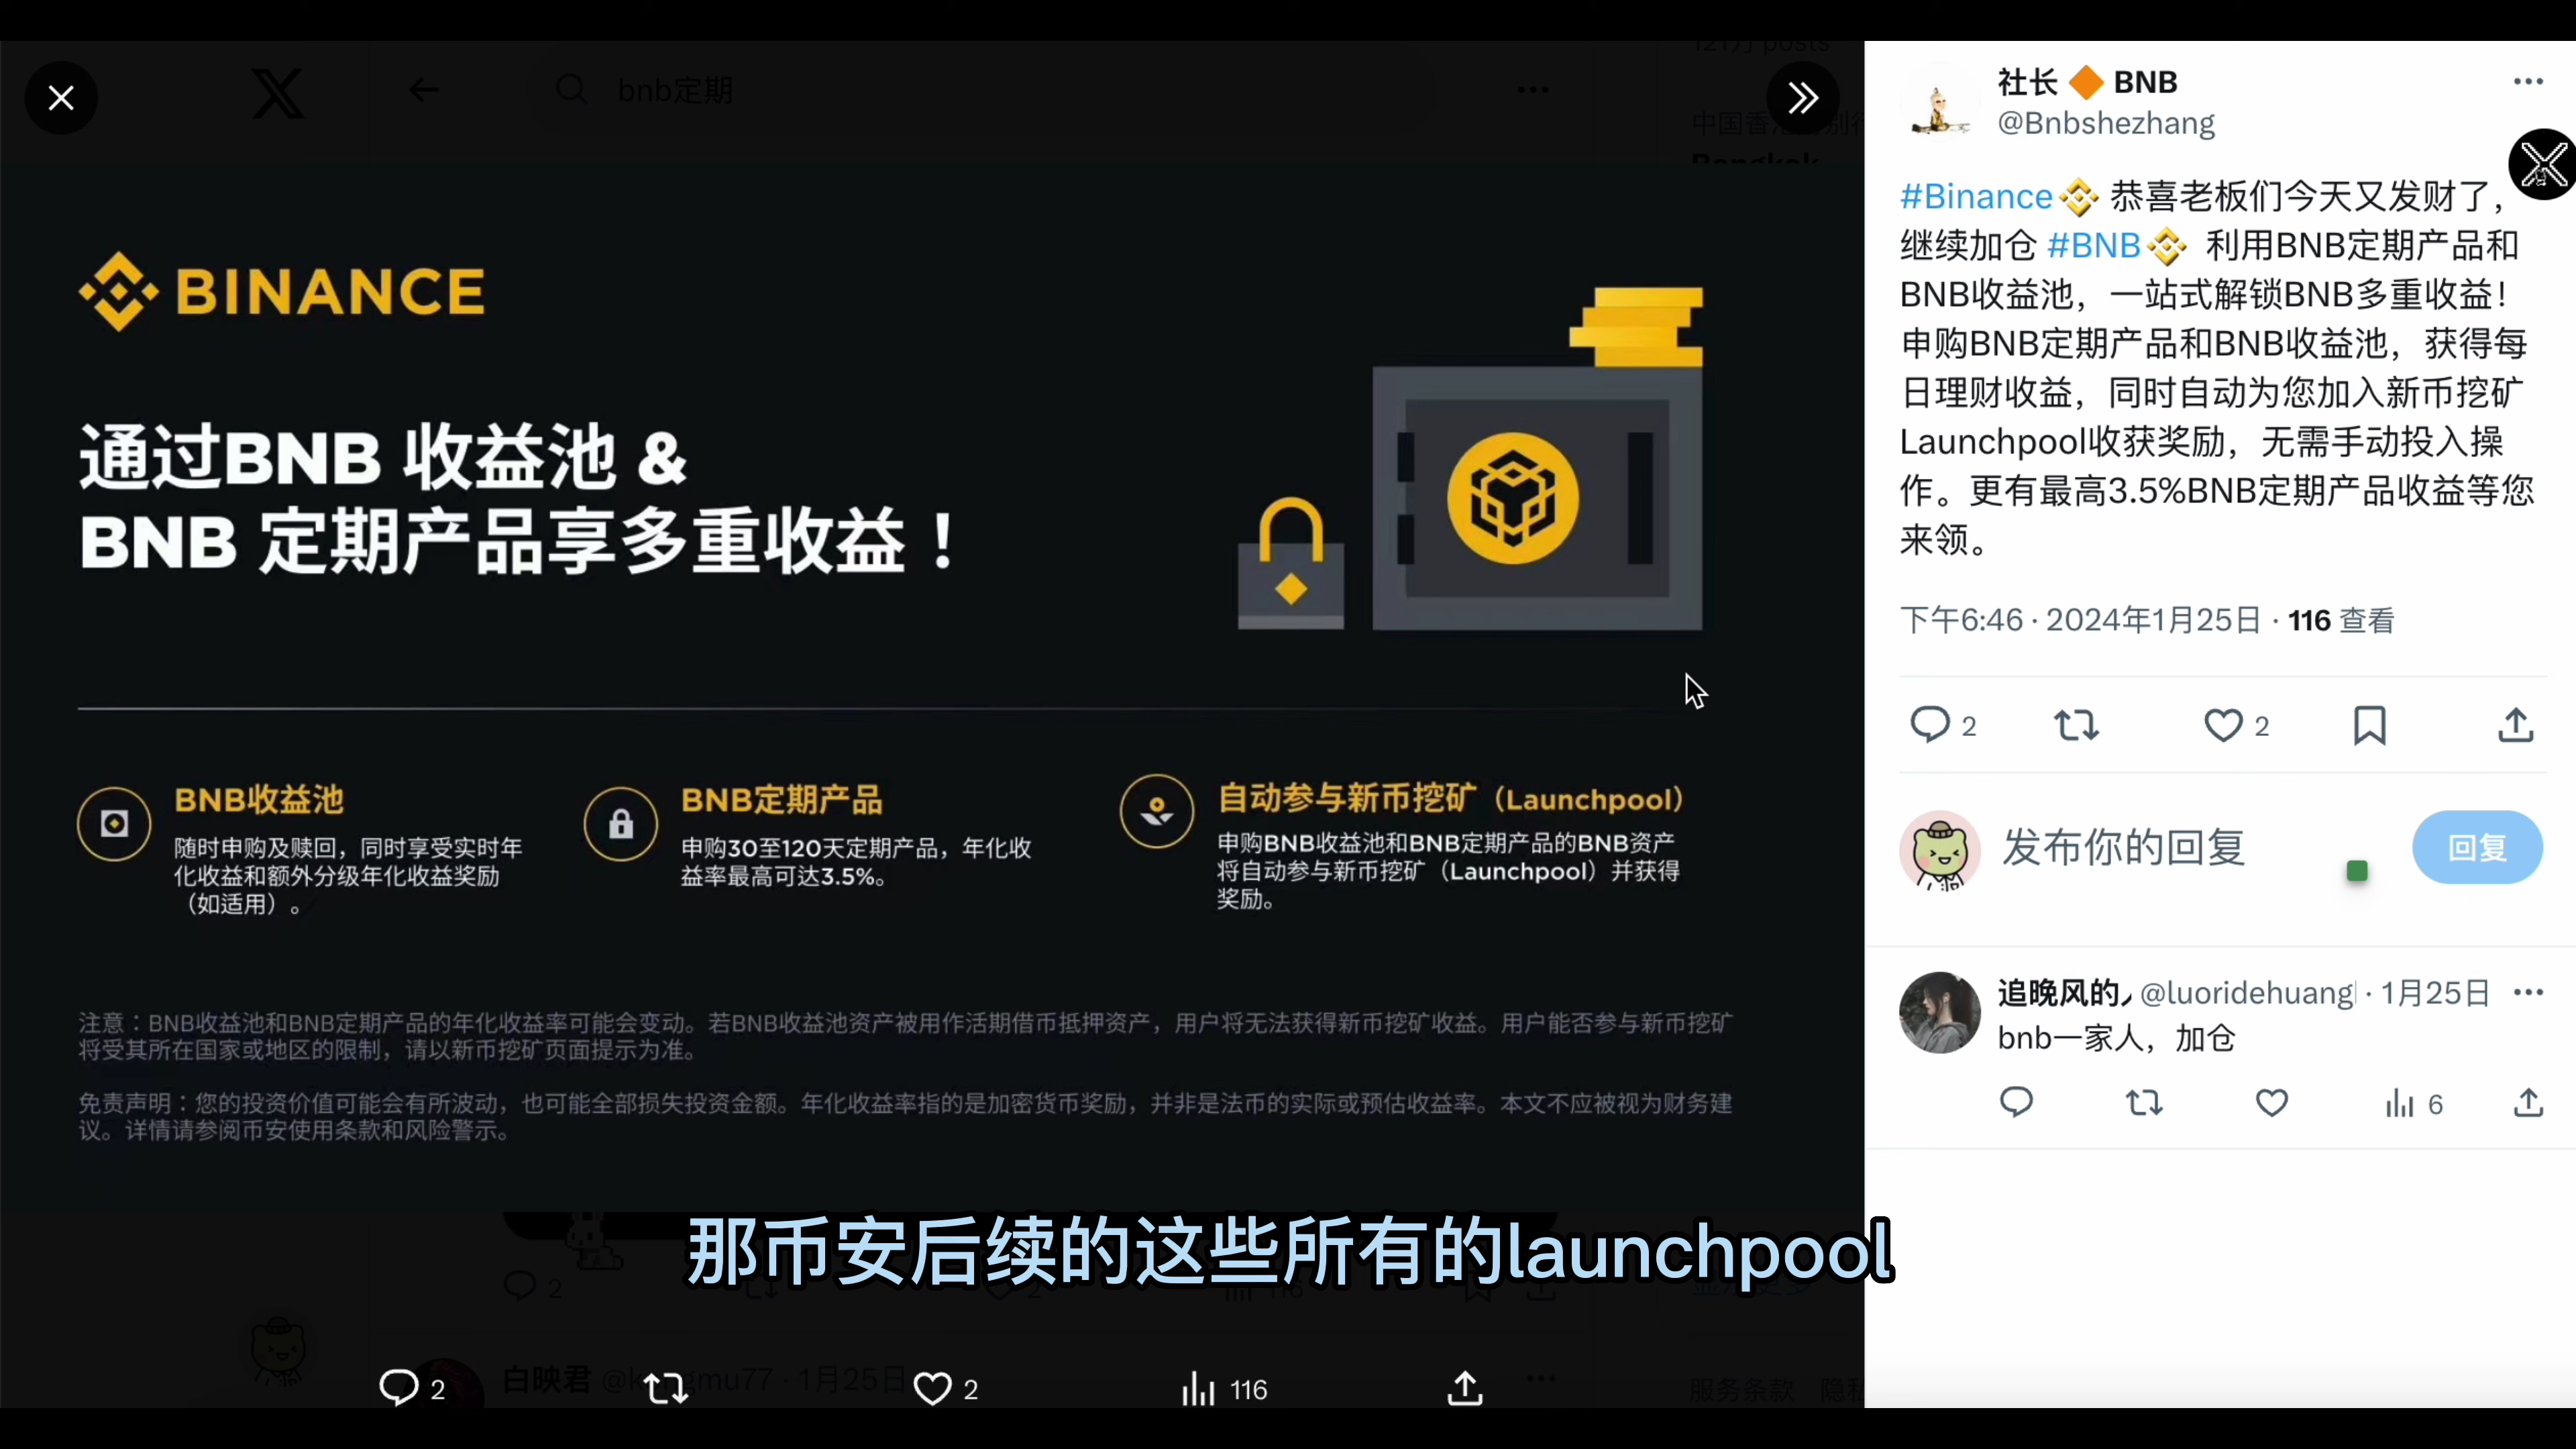 bnb定期
BINANCE
通过BNB 收益池 &
BNB 定期产品享多重收益！
BNB收益池
随时申购及赎回，同时享受实时年
化收益和额外分级年化收益奖励
（如适用）。
BNB定期产品
申购30至120天定期产品，年化收
益率最高可达3.5%。
自动参与新币挖矿（Launchpool）
申购BNB收益池和BNB定期产品的BNB资产
将自动参与新币挖矿（Launchpool）并获得
奖励。
注意：BNB收益池和BNB定期产品的年化收益率可能会变动。若BNB收益池资产被用作活期借币抵押资产，用户将无法获得新币挖矿收益。用户能否参与新币挖矿
将受其所在国家或地区的限制，请以新币挖矿页面提示为准。
免责声明：您的投资价值可能会有所波动，也可能全部损失投资金额。年化收益率指的是加密货币奖励，并非是法币的实际或预估收益率。本文不应被视为财务建
议。详情请参阅币安使用条款和风险警示。
那币安后续的这些所有的launchpool
白映君 · 1月25日
2 2 116
服务条款
社长 🔶 BNB
@Bnbshezhang
#Binance 恭喜老板们今天又发财了，
继续加仓 #BNB 利用BNB定期产品和
BNB收益池，一站式解锁BNB多重收益！
申购BNB定期产品和BNB收益池，获得每
日理财收益，同时自动为您加入新币挖矿
Launchpool收获奖励，无需手动投入操
作。更有最高3.5%BNB定期产品收益等您
来领。
下午6:46 · 2024年1月25日 · 116 查看
2 2
发布你的回复
回复
追晚风的 @luoridehuang · 1月25日
bnb一家人，加仓
6